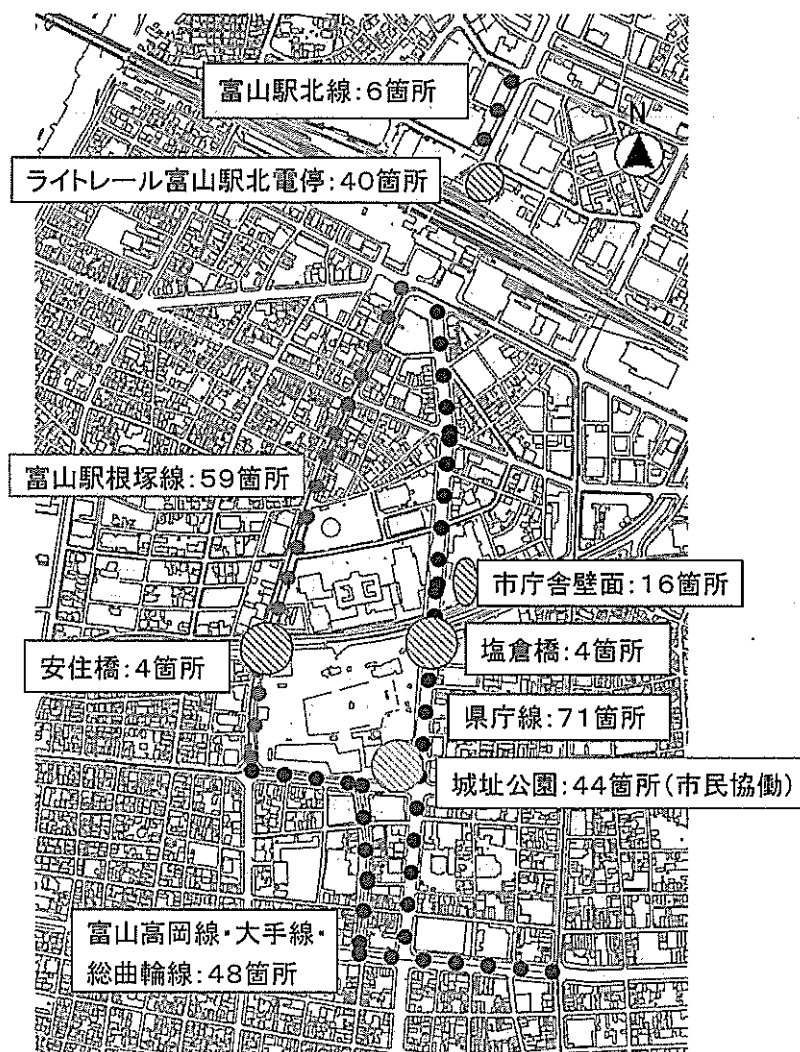 富山駅北線:6箇所
N
ライトレール富山駅北電停:40箇所
富山駅根塚線:59箇所
市庁舎壁面:16箇所
安住橋:4箇所
塩倉橋:4箇所
県庁線:71箇所
城址公園:44箇所(市民協働)
富山高岡線・大手線・
総曲輪線:48箇所